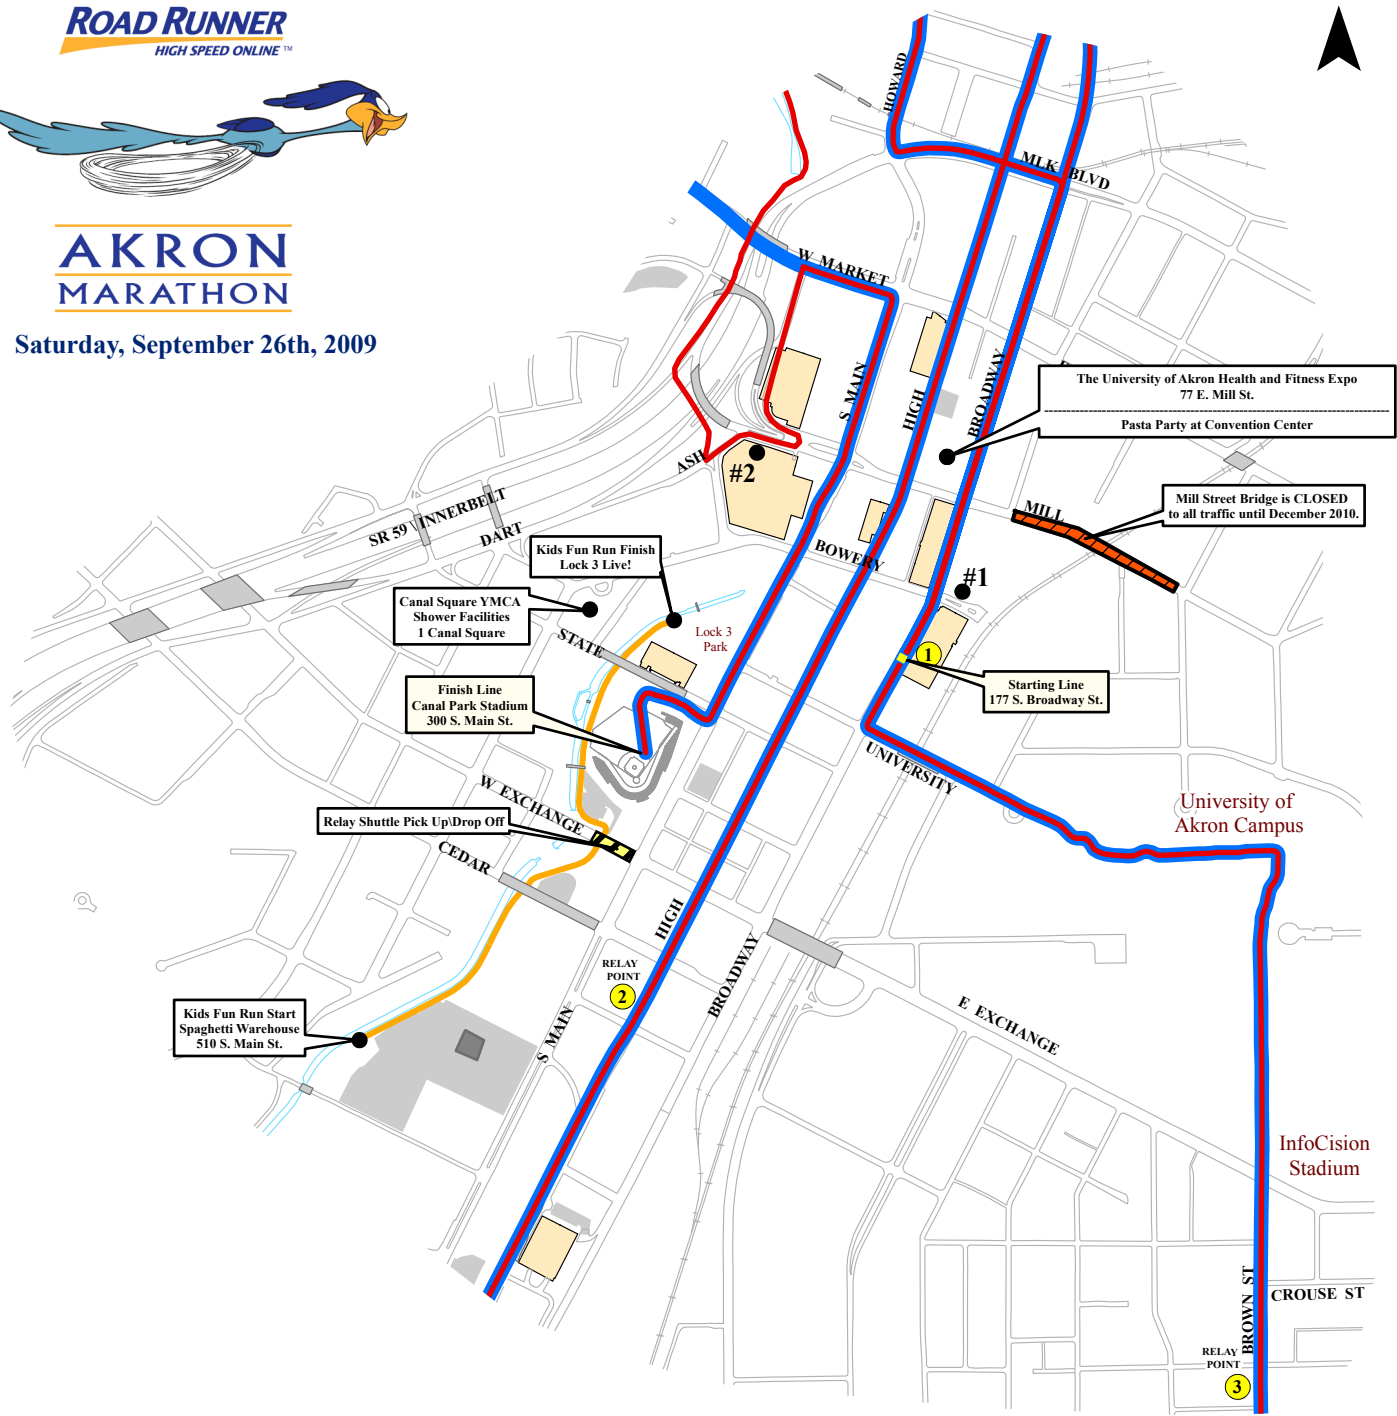 ROAD RUNNER
HIGH SPEED ONLINE ™
AKRON
MARATHON
Saturday, September 26th, 2009
HOWARD
MLK BLVD
W MARKET
S MAIN
HIGH
BROADWAY
The University of Akron Health and Fitness Expo
77 E. Mill St.
Pasta Party at Convention Center
ASH
#2
MILL
Mill Street Bridge is CLOSED
to all traffic until December 2010.
SR 59 \ INNERBELT
DART
BOWERY
#1
Kids Fun Run Finish
Lock 3 Live!
Canal Square YMCA
Shower Facilities
1 Canal Square
STATE
Lock 3
Park
1
Starting Line
177 S. Broadway St.
Finish Line
Canal Park Stadium
300 S. Main St.
UNIVERSITY
W EXCHANGE
University of
Akron Campus
Relay Shuttle Pick Up\Drop Off
CEDAR
HIGH
BROADWAY
RELAY
POINT
2
E EXCHANGE
Kids Fun Run Start
Spaghetti Warehouse
510 S. Main St.
S MAIN
InfoCision
Stadium
BROWN ST
CROUSE ST
RELAY
POINT
3